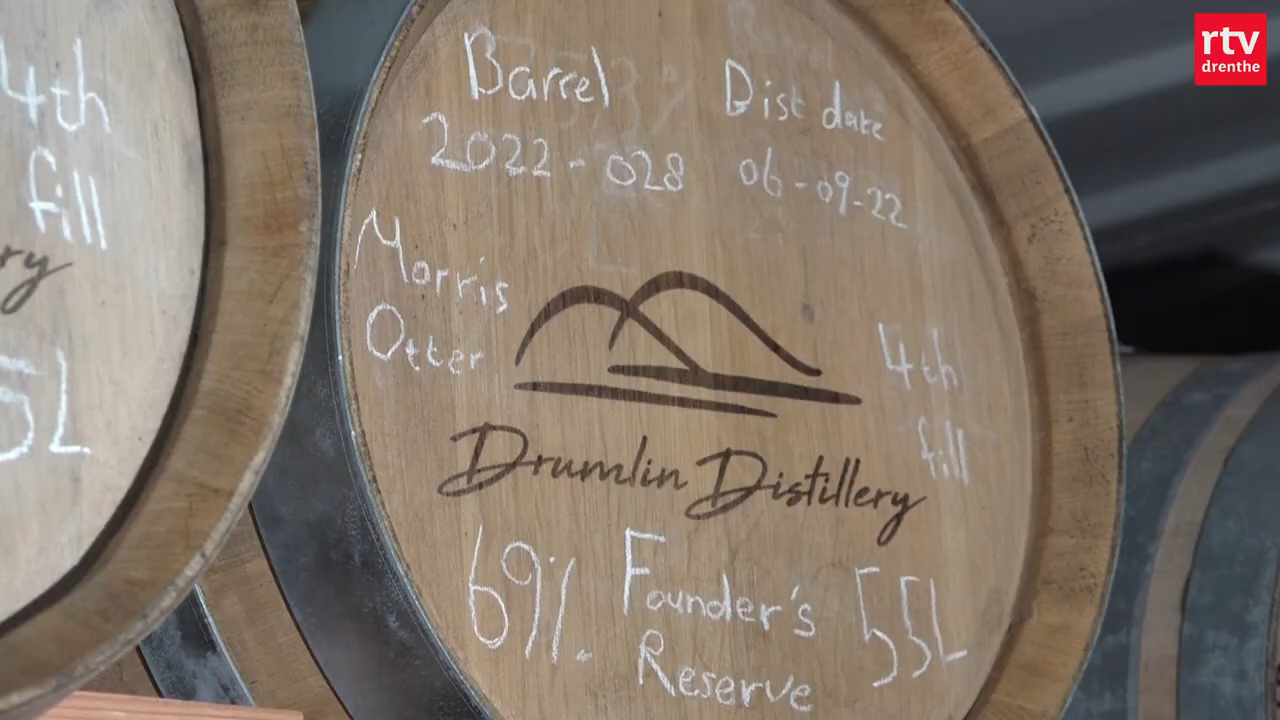 rtv
drenthe
4th
fill
ry
5L
Barrel
2022-028
Dist date
06-09-22
Morris
Otter
4th
fill
Drumlin Distillery
69%
Founder's
Reserve
55L